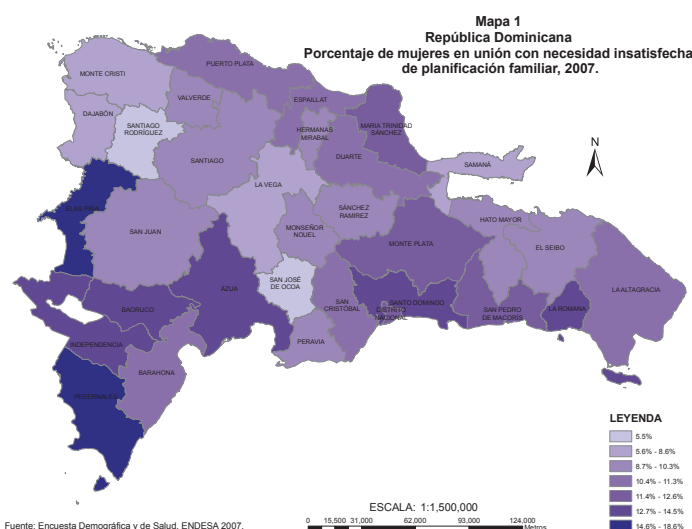 Mapa 1
República Dominicana
Porcentaje de mujeres en unión con necesidad insatisfecha
de planificación familiar, 2007.
PUERTO PLATA
MONTE CRISTI
VALVERDE
ESPAILLAT
DAJABÓN
SANTIAGO
RODRÍGUEZ
HERMANAS
MIRABAL
MARIA TRINIDAD
SÁNCHEZ
N
SANTIAGO
DUARTE
SAMANÁ
LA VEGA
ELÍAS PIÑA
SAN JUAN
SÁNCHEZ
RAMIREZ
MONSEÑOR
NOUEL
HATO MAYOR
MONTE PLATA
EL SEIBO
SAN JOSÉ
DE OCOA
AZUA
LA ALTAGRACIA
BAORUCO
SAN
CRISTÓBAL
SANTO DOMINGO
DISTRITO
NACIONAL
SAN PEDRO
DE MACORÍS
LA ROMANA
INDEPENDENCIA
PERAVIA
BARAHONA
PEDERNALES
LEYENDA
5.5%
5.6% - 8.6%
8.7% - 10.3%
10.4% - 11.3%
11.4% - 12.6%
12.7% - 14.5%
14.6% - 18.6%
ESCALA: 1:1,500,000
0 15,500 31,000 62,000 93,000 124,000
Metros
Fuente: Encuesta Demográfica y de Salud. ENDESA 2007.